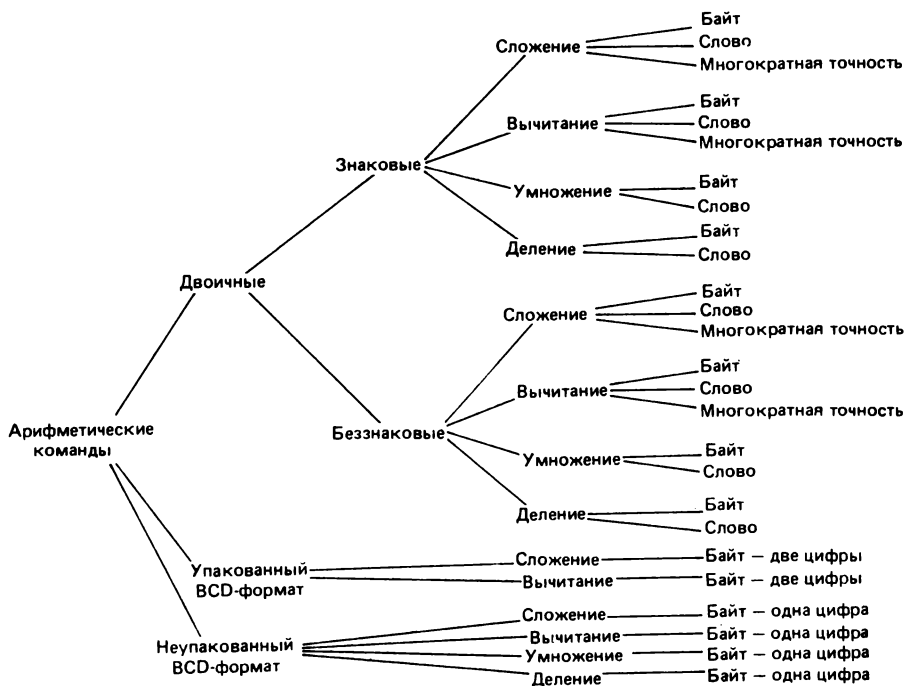 Арифметические
команды
Двоичные
Знаковые
Сложение
Байт
Слово
Многократная точность
Вычитание
Байт
Слово
Многократная точность
Умножение
Байт
Слово
Деление
Байт
Слово
Беззнаковые
Сложение
Байт
Слово
Многократная точность
Вычитание
Байт
Слово
Многократная точность
Умножение
Байт
Слово
Деление
Байт
Слово
Упакованный
BCD-формат
Сложение
Байт — две цифры
Вычитание
Байт — две цифры
Неупакованный
BCD-формат
Сложение
Байт — одна цифра
Вычитание
Байт — одна цифра
Умножение
Байт — одна цифра
Деление
Байт — одна цифра